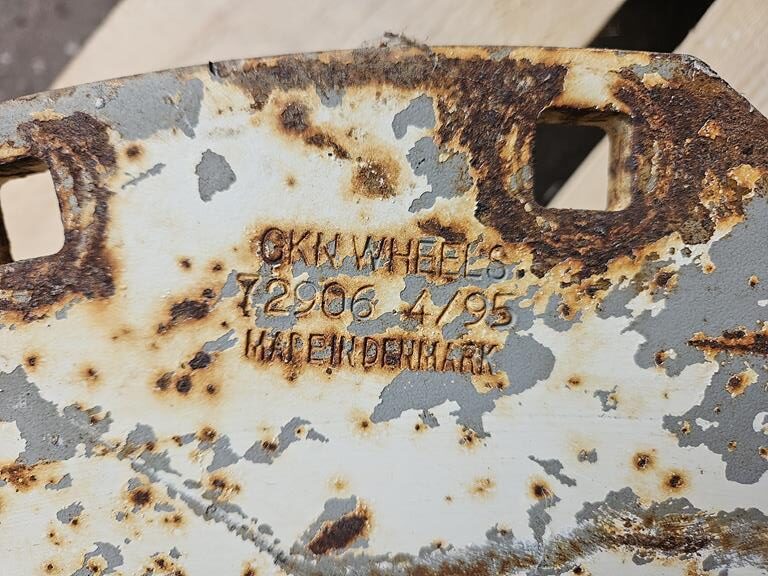 GKN WHEELS
72906 4/95
MADE IN DENMARK